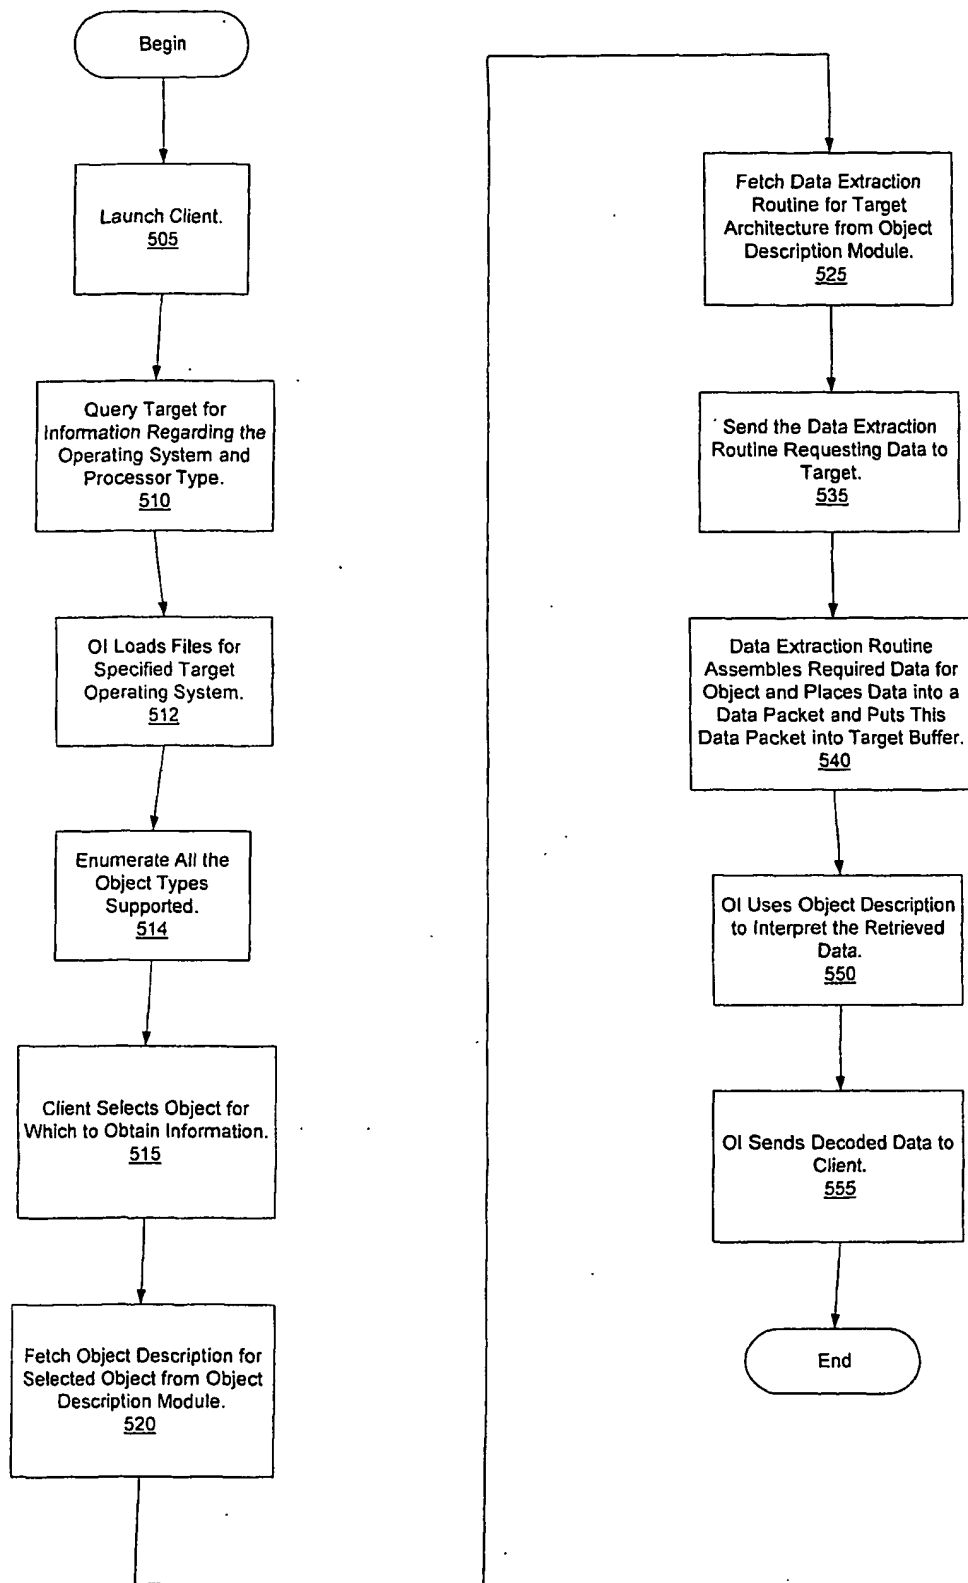 Begin
Launch Client.
505
Query Target for
Information Regarding the
Operating System and
Processor Type.
510
OI Loads Files for
Specified Target
Operating System.
512
Enumerate All the
Object Types
Supported.
514
Client Selects Object for
Which to Obtain Information.
515
Fetch Object Description for
Selected Object from Object
Description Module.
520
Fetch Data Extraction
Routine for Target
Architecture from Object
Description Module.
525
Send the Data Extraction
Routine Requesting Data to
Target.
535
Data Extraction Routine
Assembles Required Data for
Object and Places Data into a
Data Packet and Puts This
Data Packet into Target Buffer.
540
OI Uses Object Description
to Interpret the Retrieved
Data.
550
OI Sends Decoded Data to
Client.
555
End